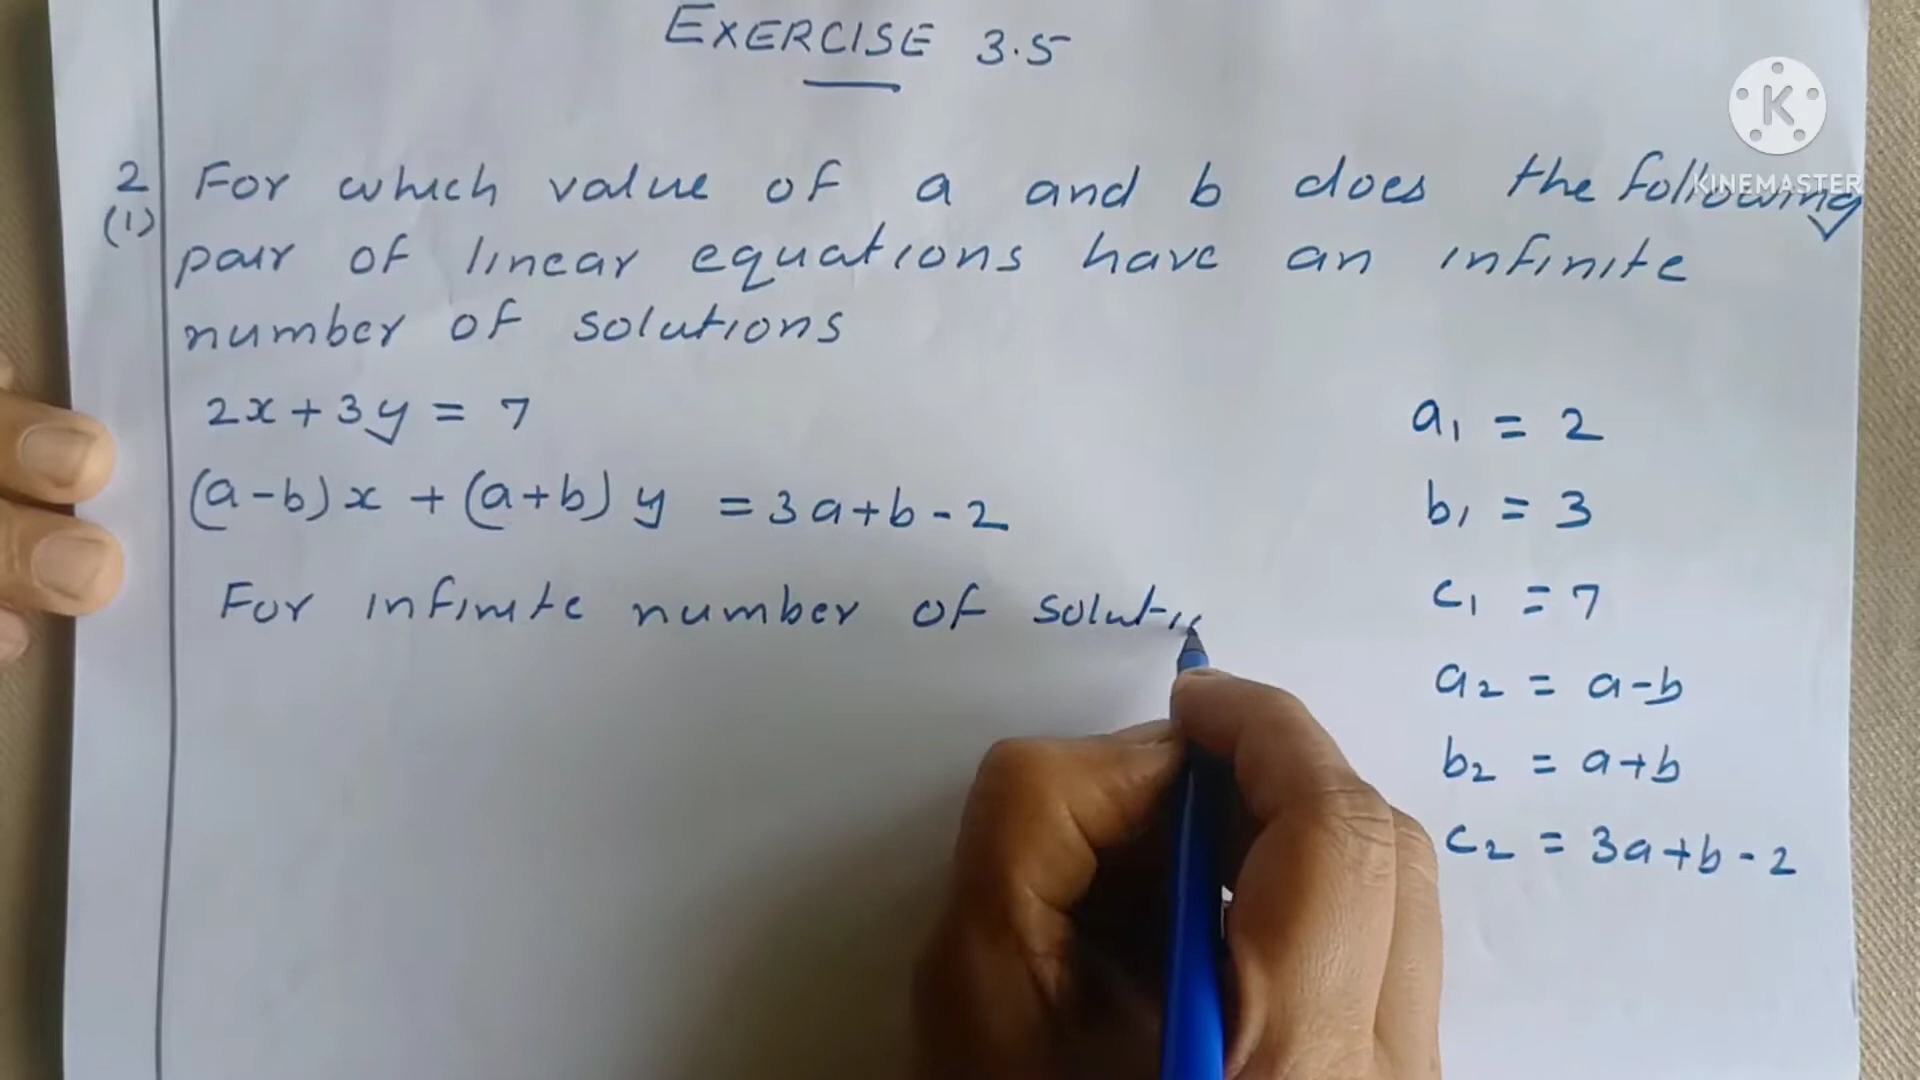 EXERCISE 3.5
K
KINEMASTER
2 For which value of a and b does the following
(1)
pair of linear equations have an infinite
number of solutions
2x + 3y = 7
(a-b)x + (a+b) y = 3a+b-2
For infinite number of solutio
a₁ = 2
b₁ = 3
c₁ = 7
a₂ = a-b
b₂ = a+b
c₂ = 3a+b-2